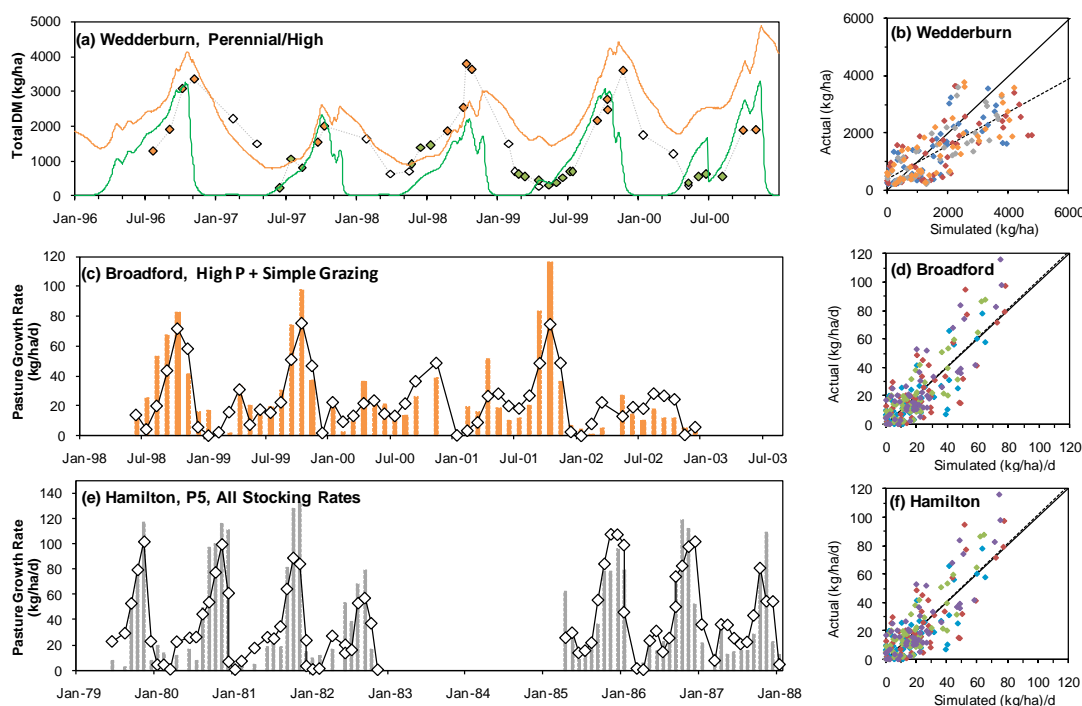 (a) Wedderburn, Perennial/High
Total DM (kg/ha)
5000
4000
3000
2000
1000
0
Jan-96 Jul-96 Jan-97 Jul-97 Jan-98 Jul-98 Jan-99 Jul-99 Jan-00 Jul-00
(b) Wedderburn
Actual (kg/ha)
6000
4000
2000
0
0 2000 4000 6000
Simulated (kg/ha)
(c) Broadford, High P + Simple Grazing
Pasture Growth Rate
(kg/ha/d)
120
100
80
60
40
20
0
Jan-98 Jul-98 Jan-99 Jul-99 Jan-00 Jul-00 Jan-01 Jul-01 Jan-02 Jul-02 Jan-03 Jul-03
(d) Broadford
Actual (kg/ha/d)
120
100
80
60
40
20
0
0 20 40 60 80 100 120
Simulated (kg/ha)/d
(e) Hamilton, P5, All Stocking Rates
Pasture Growth Rate
(kg/ha/d)
140
120
100
80
60
40
20
0
Jan-79 Jan-80 Jan-81 Jan-82 Jan-83 Jan-84 Jan-85 Jan-86 Jan-87 Jan-88
(f) Hamilton
Actual (kg/ha/d)
120
100
80
60
40
20
0
0 20 40 60 80 100 120
Simulated (kg/ha)/d